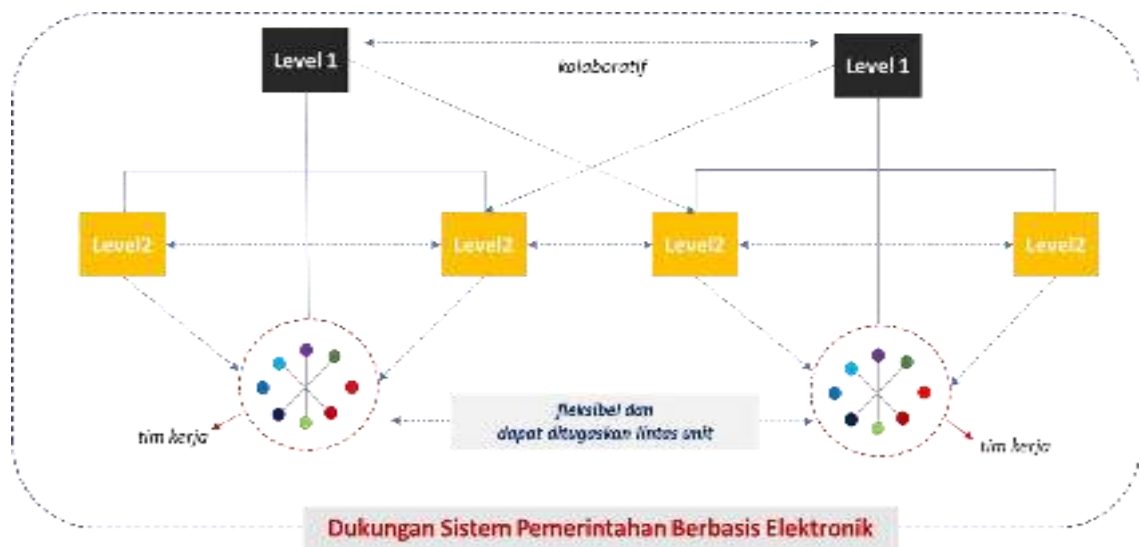 Level 1
kolaboratif
Level 1
Level2
Level2
Level2
Level2
fleksibel dan
dapat ditugaskan lintas unit
tim kerja
tim kerja
Dukungan Sistem Pemerintahan Berbasis Elektronik